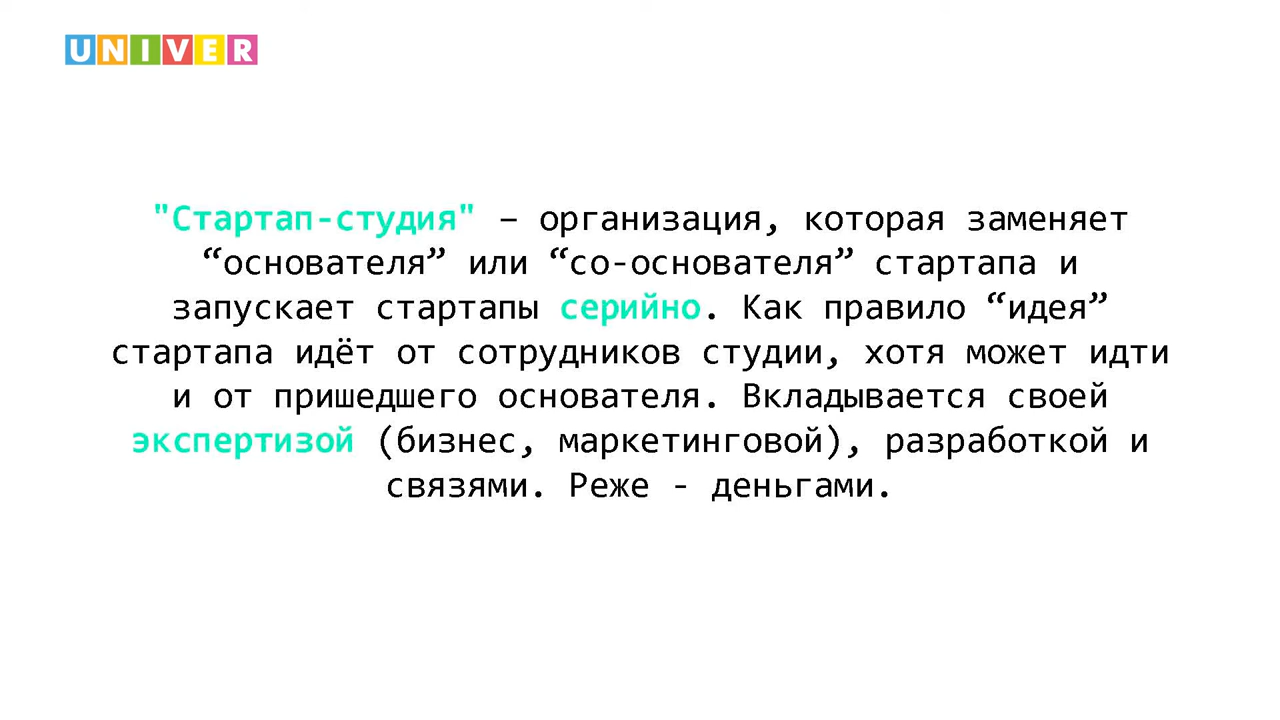 UNIVER
"Стартап-студия" – организация, которая заменяет
“основателя” или “со-основателя” стартапа и
запускает стартапы серийно. Как правило “идея”
стартапа идёт от сотрудников студии, хотя может идти
и от пришедшего основателя. Вкладывается своей
экспертизой (бизнес, маркетинговой), разработкой и
связями. Реже - деньгами.